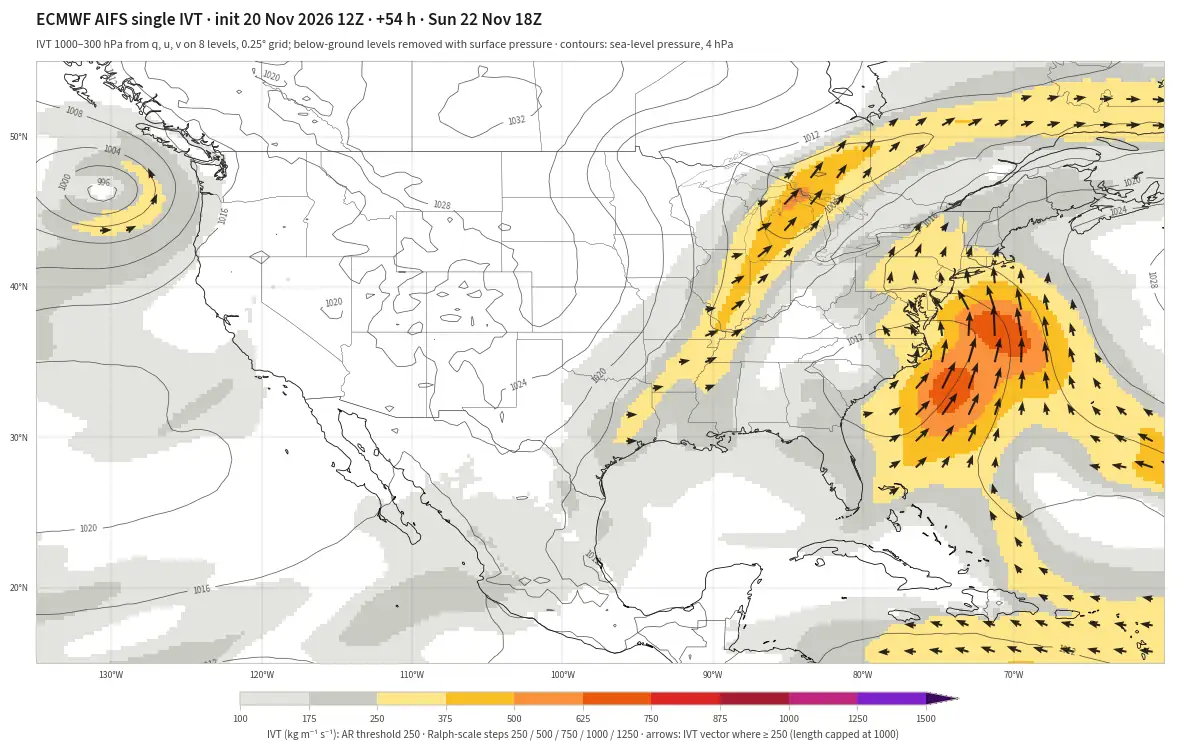 ECMWF AIFS single IVT · init 20 Nov 2026 12Z · +54 h · Sun 22 Nov 18Z
IVT 1000–300 hPa from q, u, v on 8 levels, 0.25° grid; below-ground levels removed with surface pressure · contours: sea-level pressure, 4 hPa
1020
1032
1008
1012
50°N
1004
1000
996
1020
1028
1008
1024
1016
1016
40°N
1028
1020
1012
1020
1024
30°N
1020
20°N
1016
1012
130°W
120°W
110°W
100°W
90°W
80°W
70°W
100
175
250
375
500
625
750
875
1000
1250
1500
IVT (kg m⁻¹ s⁻¹): AR threshold 250 · Ralph-scale steps 250 / 500 / 750 / 1000 / 1250 · arrows: IVT vector where ≥ 250 (length capped at 1000)